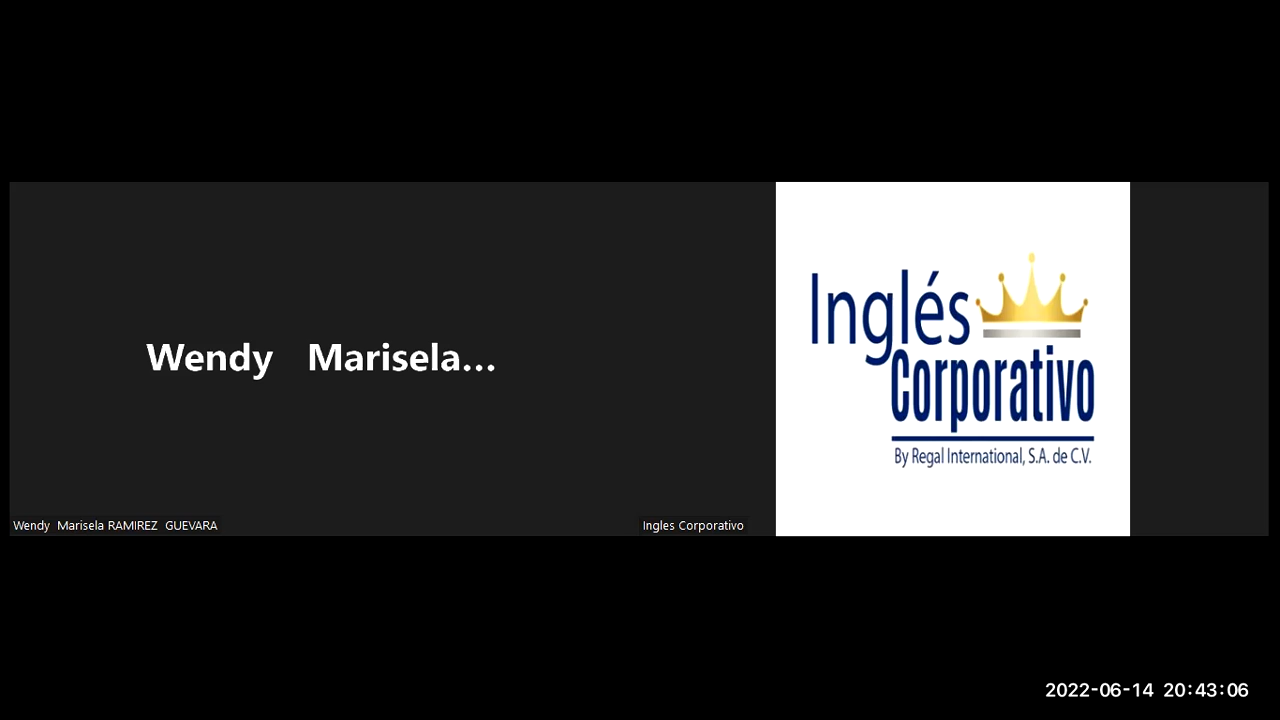 Wendy Marisela...
Wendy Marisela RAMIREZ GUEVARA
Ingles Corporativo
Inglés
Corporativo
By Regal International, S.A. de C.V.
2022-06-14 20:43:06